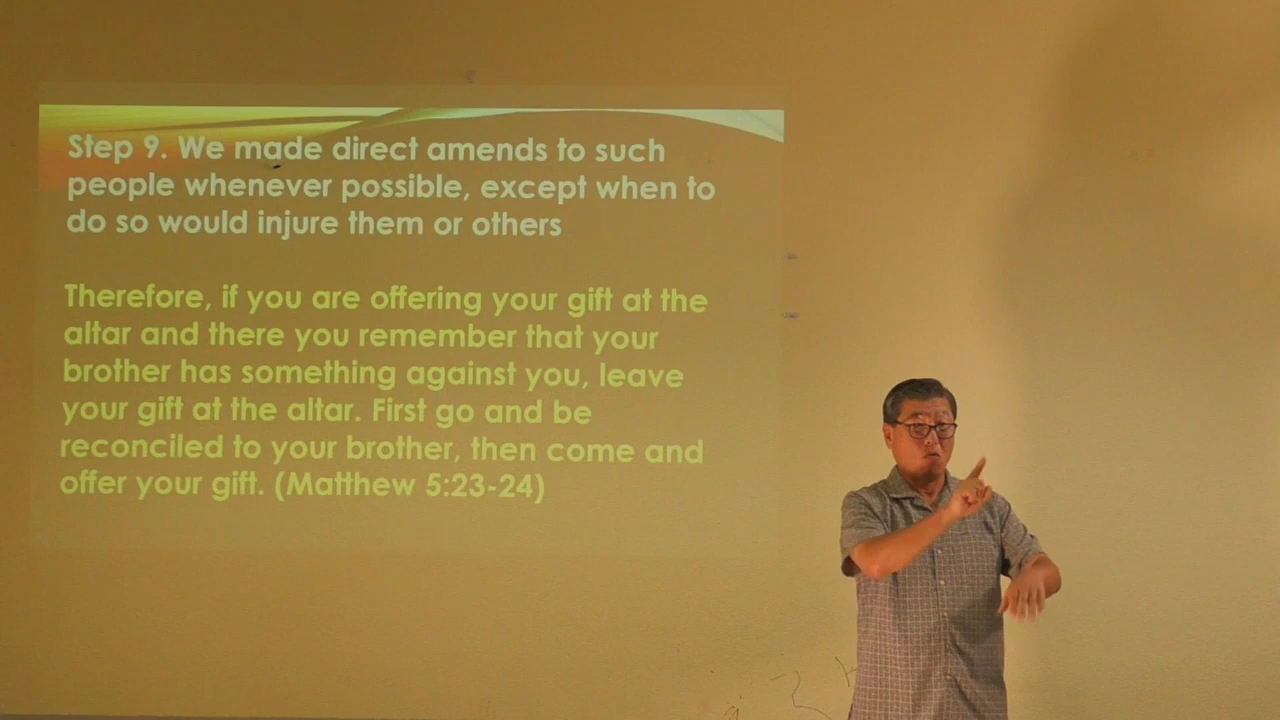 Step 9. We made direct amends to such
people whenever possible, except when to
do so would injure them or others
Therefore, if you are offering your gift at the
altar and there you remember that your
brother has something against you, leave
your gift at the altar. First go and be
reconciled to your brother, then come and
offer your gift. (Matthew 5:23-24)